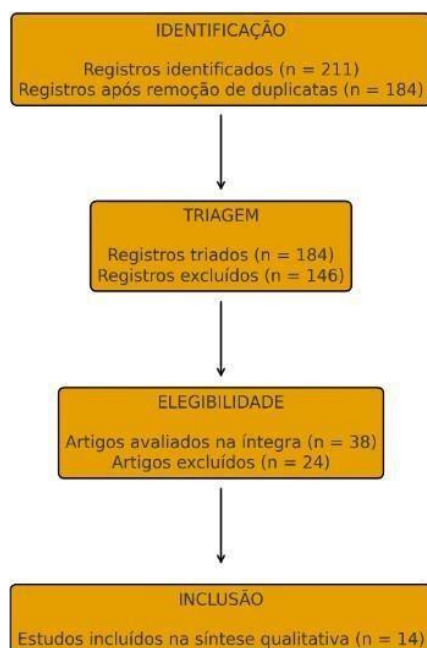 IDENTIFICAÇÃO
Registros identificados (n = 211)
Registros após remoção de duplicatas (n = 184)
TRIAGEM
Registros triados (n = 184)
Registros excluídos (n = 146)
ELEGIBILIDADE
Artigos avaliados na íntegra (n = 38)
Artigos excluídos (n = 24)
INCLUSÃO
Estudos incluídos na síntese qualitativa (n = 14)